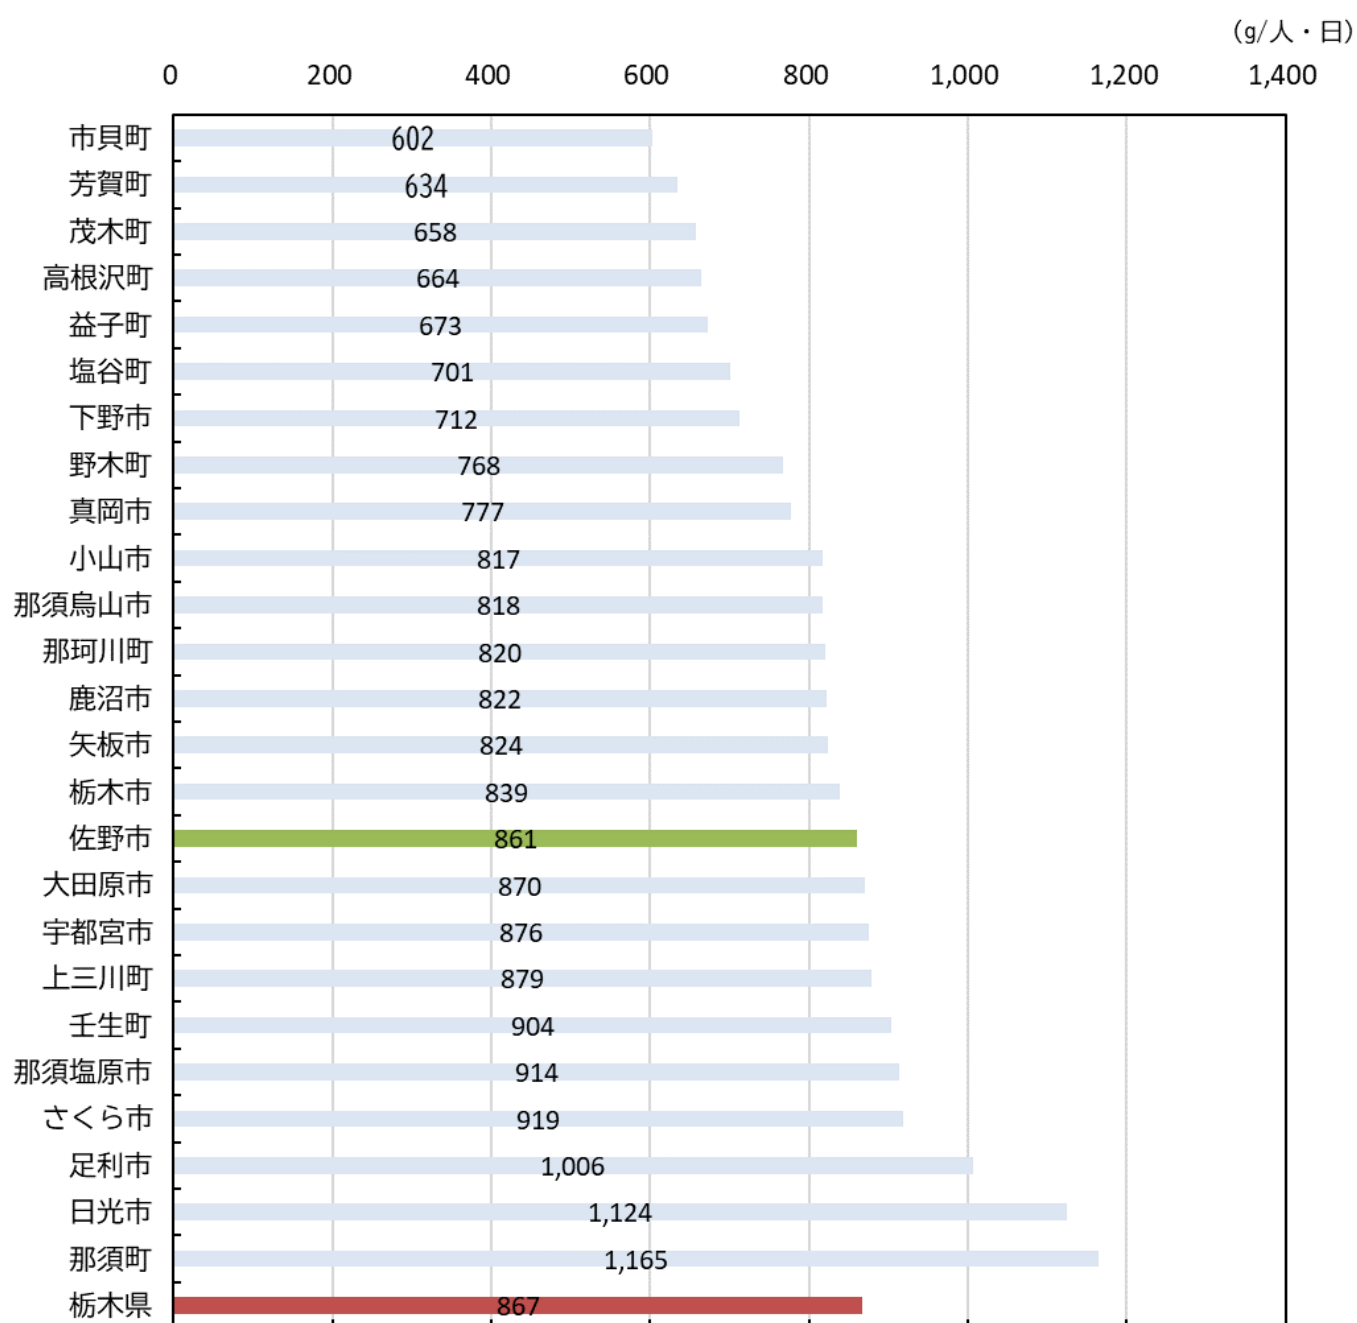 （g/人・日）
0 200 400 600 800 1,000 1,200 1,400
市貝町 602
芳賀町 634
茂木町 658
高根沢町 664
益子町 673
塩谷町 701
下野市 712
野木町 768
真岡市 777
小山市 817
那須烏山市 818
那珂川町 820
鹿沼市 822
矢板市 824
栃木市 839
佐野市 861
大田原市 870
宇都宮市 876
上三川町 879
壬生町 904
那須塩原市 914
さくら市 919
足利市 1,006
日光市 1,124
那須町 1,165
栃木県 867